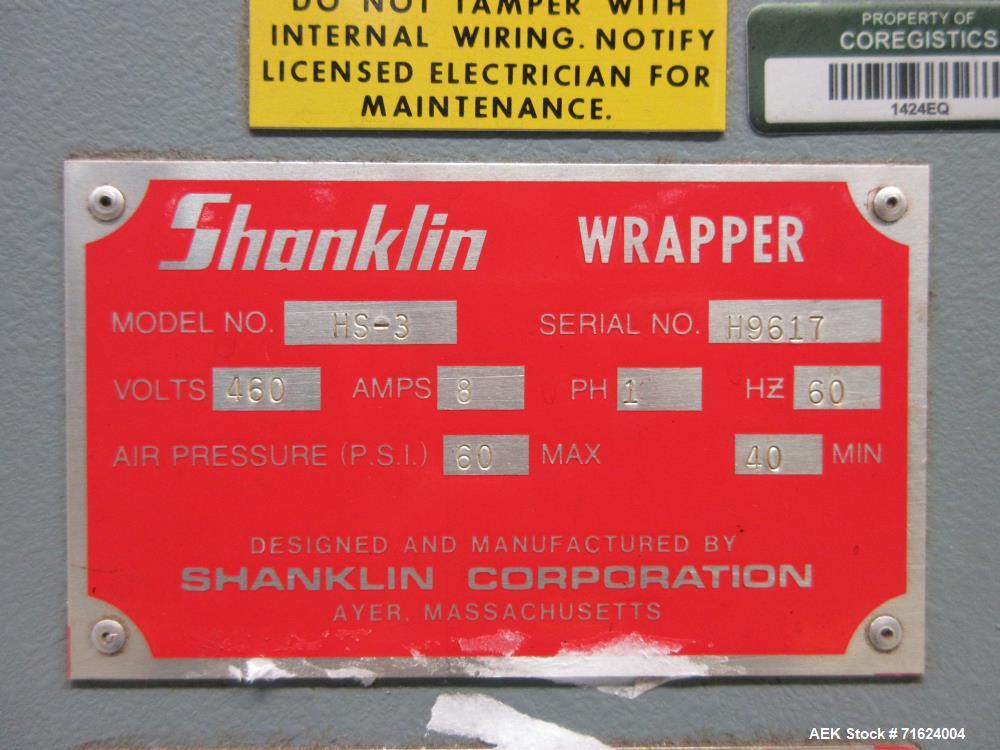 DO NOT TAMPER WITH
INTERNAL WIRING. NOTIFY
LICENSED ELECTRICIAN FOR
MAINTENANCE.
PROPERTY OF
COREGISTICS
1424EQ
Shanklin WRAPPER
MODEL NO. HS-3 SERIAL NO. H9617
VOLTS 460 AMPS 8 PH 1 HZ 60
AIR PRESSURE (P.S.I.) 60 MAX 40 MIN
DESIGNED AND MANUFACTURED BY
SHANKLIN CORPORATION
AYER, MASSACHUSETTS
AEK Stock #71624004